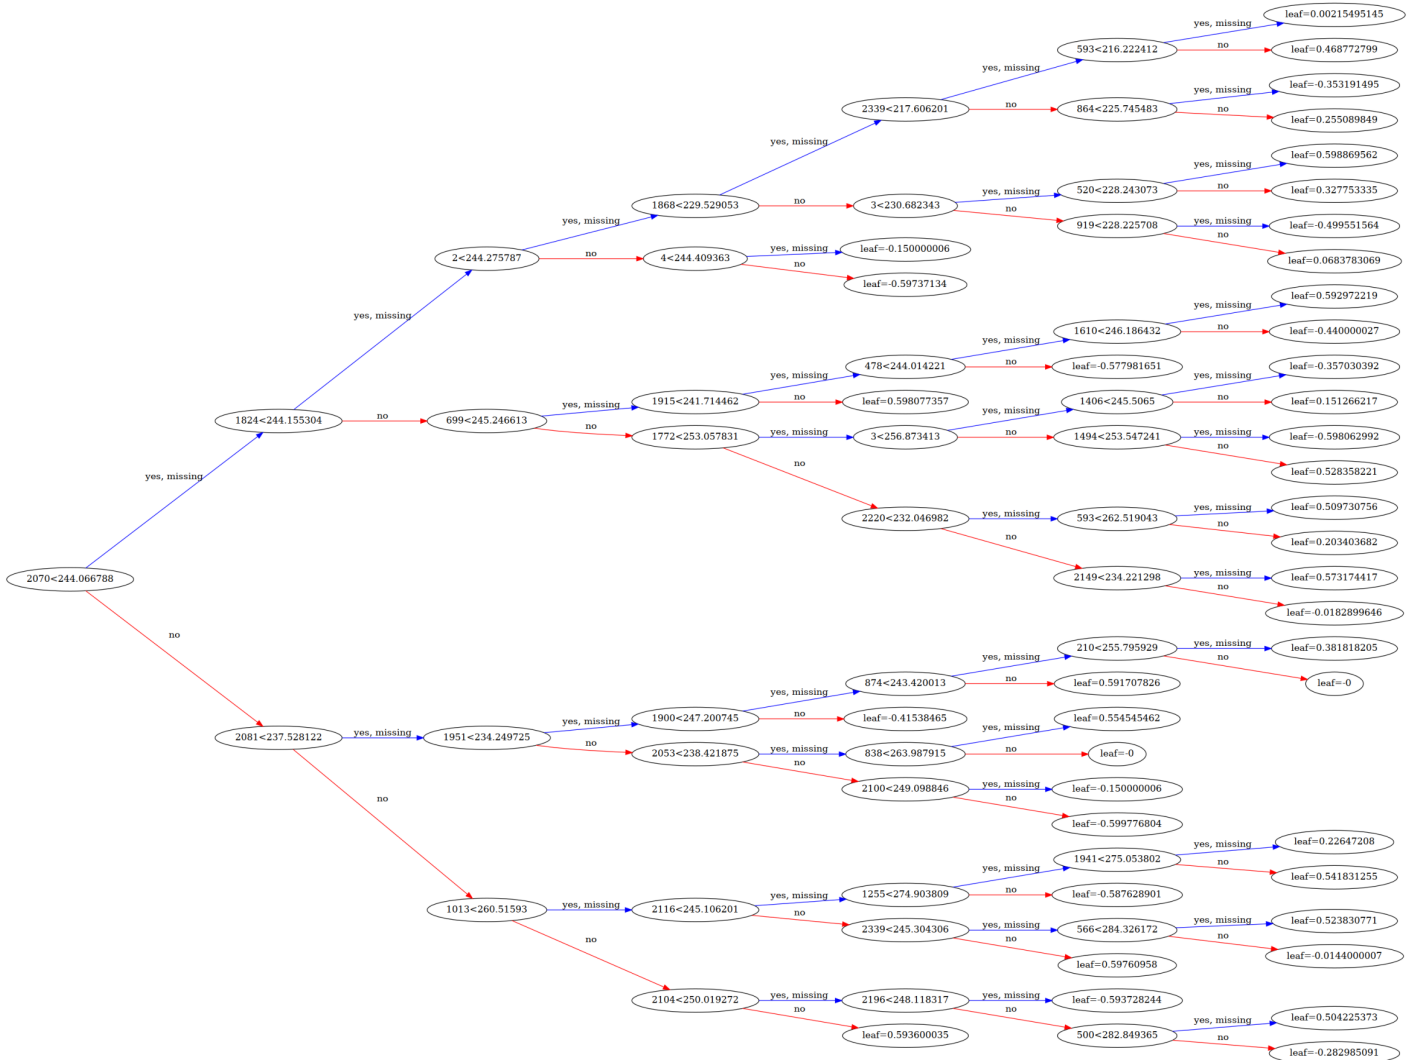 yes, missing
leaf=0.00215495145
593<216.222412
no
leaf=0.468772799
yes, missing
yes, missing
leaf=-0.353191495
2339<217.606201
no
864<225.745483
no
leaf=0.255089849
yes, missing
yes, missing
leaf=0.598869562
yes, missing
520<228.243073
no
leaf=0.327753335
1868<229.529053
no
3<230.682343
no
yes, missing
919<228.225708
yes, missing
leaf=-0.499551564
no
leaf=0.0683783069
2<244.275787
no
4<244.409363
yes, missing
leaf=-0.150000006
no
leaf=-0.59737134
yes, missing
yes, missing
leaf=0.592972219
1610<246.186432
no
leaf=-0.440000027
yes, missing
478<244.014221
no
leaf=-0.577981651
yes, missing
leaf=-0.357030392
yes, missing
1915<241.714462
no
leaf=0.598077357
yes, missing
1406<245.5065
no
leaf=0.151266217
1824<244.155304
no
699<245.246613
yes, missing
no
1772<253.057831
yes, missing
3<256.873413
no
1494<253.547241
yes, missing
leaf=-0.598062992
no
leaf=0.528358221
no
yes, missing
2220<232.046982
yes, missing
593<262.519043
yes, missing
leaf=0.509730756
no
leaf=0.203403682
no
2149<234.221298
yes, missing
leaf=0.573174417
no
leaf=-0.0182899646
2070<244.066788
no
210<255.795929
yes, missing
leaf=0.381818205
yes, missing
no
leaf=-0
874<243.420013
no
leaf=0.591707826
yes, missing
1900<247.200745
no
leaf=-0.41538465
yes, missing
leaf=0.554545462
2081<237.528122
yes, missing
1951<234.249725
yes, missing
no
2053<238.421875
yes, missing
838<263.987915
no
leaf=-0
no
2100<249.098846
yes, missing
leaf=-0.150000006
no
leaf=-0.599776804
no
yes, missing
leaf=0.22647208
1941<275.053802
no
leaf=0.541831255
yes, missing
1255<274.903809
no
leaf=-0.587628901
1013<260.51593
yes, missing
2116<245.106201
yes, missing
no
2339<245.304306
yes, missing
566<284.326172
yes, missing
leaf=0.523830771
no
leaf=-0.0144000007
no
leaf=0.59760958
no
2104<250.019272
yes, missing
2196<248.118317
yes, missing
leaf=-0.593728244
no
leaf=0.593600035
no
500<282.849365
yes, missing
leaf=0.504225373
no
leaf=-0.282985091